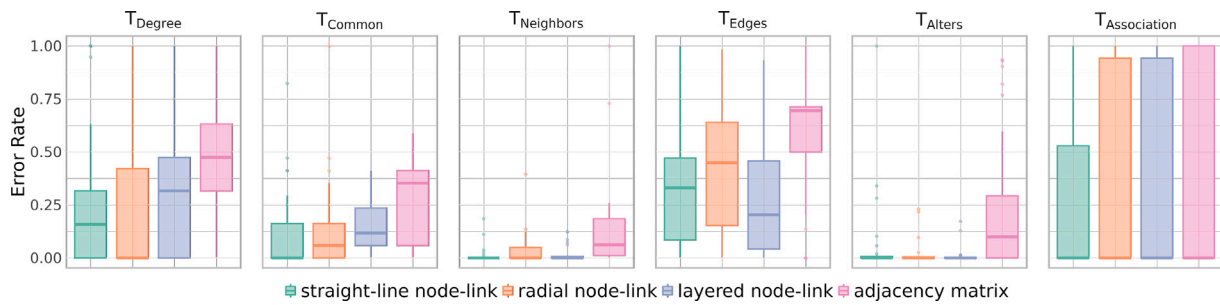 T_Degree T_Common T_Neighbors T_Edges T_Alters T_Association
Error Rate
1.00
0.75
0.50
0.25
0.00
straight-line node-link radial node-link layered node-link adjacency matrix